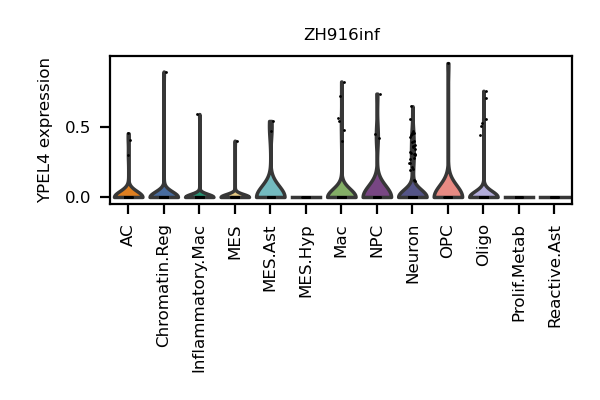 ZH916inf
YPEL4 expression
0.5
0.0
AC
Chromatin.Reg
Inflammatory.Mac
MES
MES.Ast
MES.Hyp
Mac
NPC
Neuron
OPC
Oligo
Prolif.Metab
Reactive.Ast